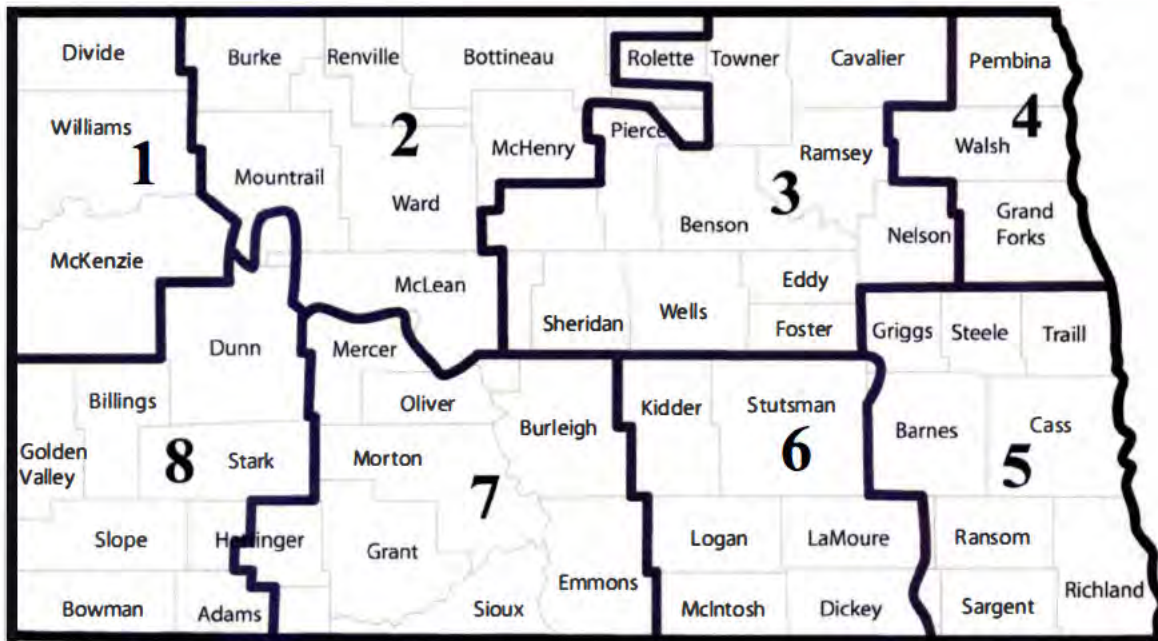 Divide
Burke
Renville
Bottineau
Rolette
Towner
Cavalier
Pembina
Williams
1
2
McHenry
Pierce
Ramsey
4
Walsh
Mountrail
Ward
3
Benson
Nelson
Grand
Forks
McKenzie
McLean
Eddy
Sheridan
Wells
Foster
Griggs
Steele
Traill
Dunn
Mercer
Billings
Oliver
Burleigh
Kidder
Stutsman
Barnes
Cass
Golden
Valley
8
Stark
Morton
7
6
5
Slope
Hettinger
Grant
Logan
LaMoure
Ransom
Emmons
Richland
Bowman
Adams
Sioux
McIntosh
Dickey
Sargent